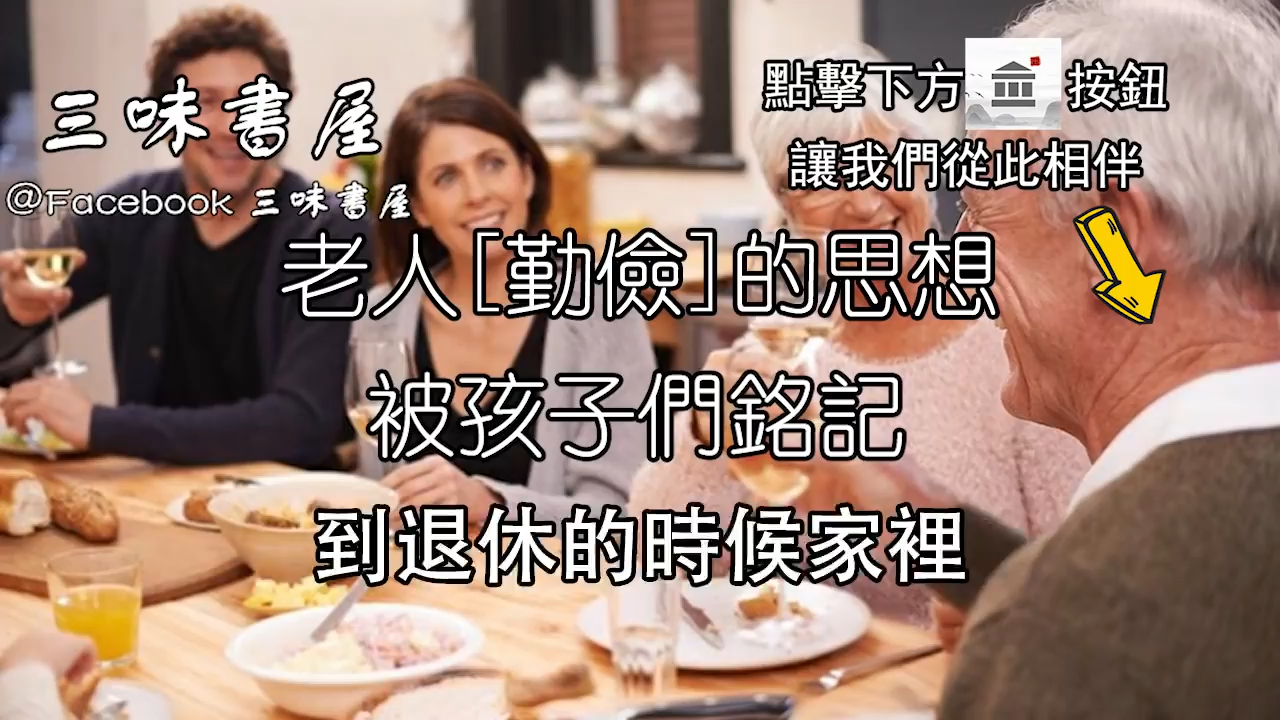 三味書屋
@Facebook 三味書屋
點擊下方 按鈕
讓我們從此相伴
老人[勤儉]的思想
被孩子們銘記
到退休的時候家裡